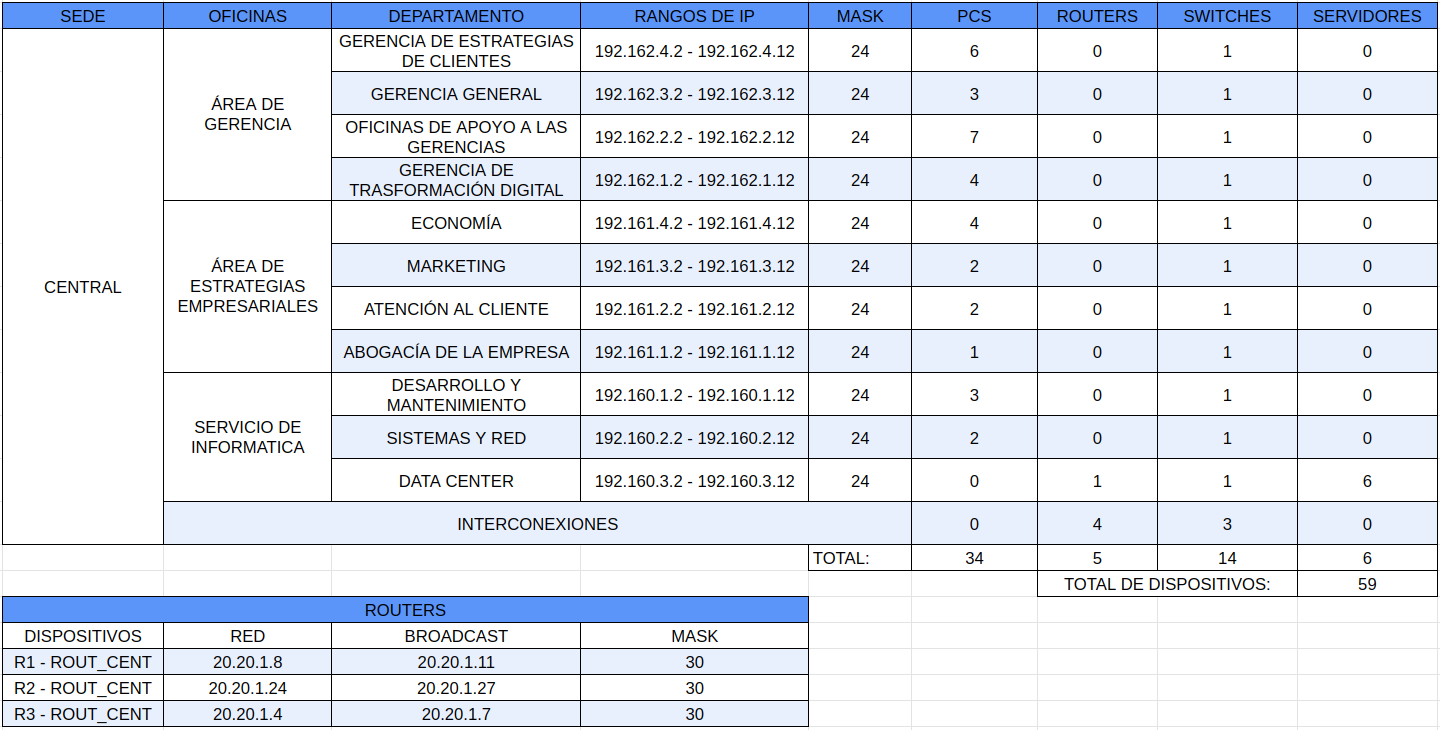 SEDE OFICINAS DEPARTAMENTO RANGOS DE IP MASK PCS ROUTERS SWITCHES SERVIDORES
CENTRAL
ÁREA DE
GERENCIA
GERENCIA DE ESTRATEGIAS
DE CLIENTES
192.162.4.2 - 192.162.4.12 24 6 0 1 0
GERENCIA GENERAL 192.162.3.2 - 192.162.3.12 24 3 0 1 0
OFICINAS DE APOYO A LAS
GERENCIAS
192.162.2.2 - 192.162.2.12 24 7 0 1 0
GERENCIA DE
TRASFORMACIÓN DIGITAL
192.162.1.2 - 192.162.1.12 24 4 0 1 0
ÁREA DE
ESTRATEGIAS
EMPRESARIALES
ECONOMÍA 192.161.4.2 - 192.161.4.12 24 4 0 1 0
MARKETING 192.161.3.2 - 192.161.3.12 24 2 0 1 0
ATENCIÓN AL CLIENTE 192.161.2.2 - 192.161.2.12 24 2 0 1 0
ABOGACÍA DE LA EMPRESA 192.161.1.2 - 192.161.1.12 24 1 0 1 0
SERVICIO DE
INFORMATICA
DESARROLLO Y
MANTENIMIENTO
192.160.1.2 - 192.160.1.12 24 3 0 1 0
SISTEMAS Y RED 192.160.2.2 - 192.160.2.12 24 2 0 1 0
DATA CENTER 192.160.3.2 - 192.160.3.12 24 0 1 1 6
INTERCONEXIONES 0 4 3 0
TOTAL: 34 5 14 6
TOTAL DE DISPOSITIVOS: 59
ROUTERS
DISPOSITIVOS RED BROADCAST MASK
R1 - ROUT_CENT 20.20.1.8 20.20.1.11 30
R2 - ROUT_CENT 20.20.1.24 20.20.1.27 30
R3 - ROUT_CENT 20.20.1.4 20.20.1.7 30